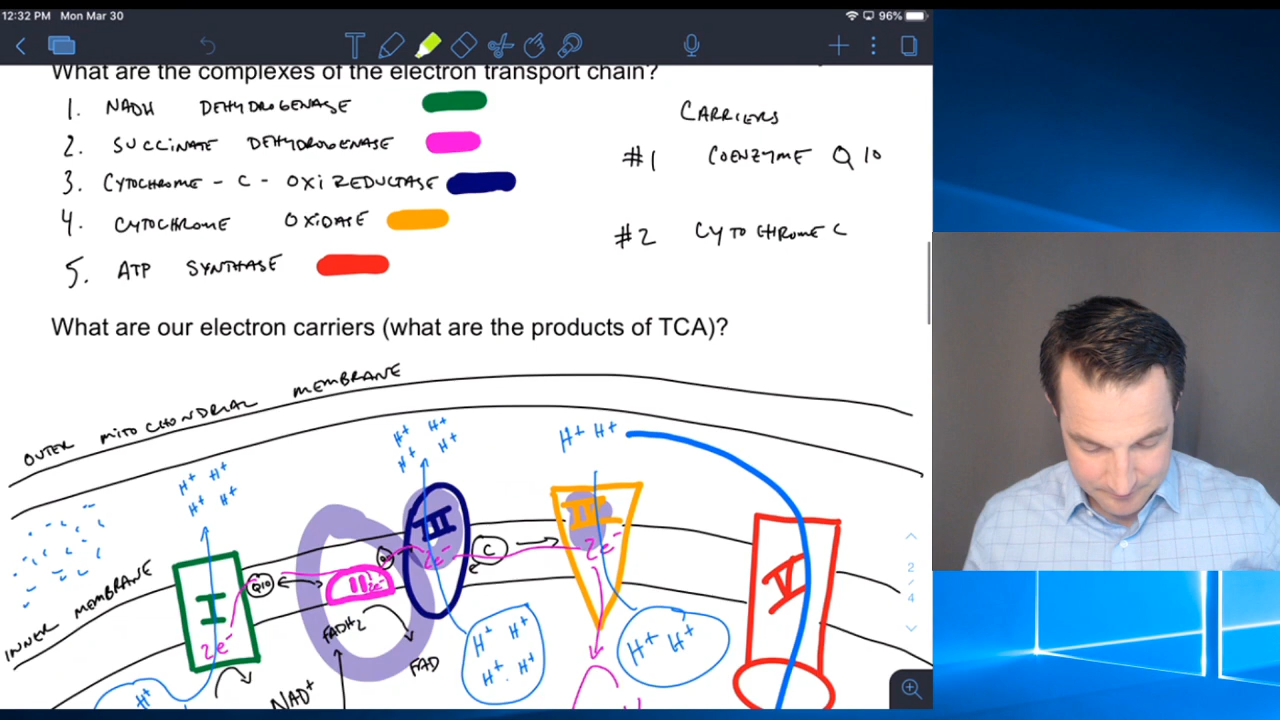 12:32 PM Mon Mar 30
96%
What are the complexes of the electron transport chain?
1. NADH DEHYDROGENASE
2. SUCCINATE DEHYDROGENASE
3. CYTOCHROME - C - OXIREDUCTASE
4. CYTOCHROME OXIDASE
5. ATP SYNTHASE
CARRIERS
#1 COENZYME Q10
#2 CYTOCHROME C
What are our electron carriers (what are the products of TCA)?
OUTER MITOCHONDRIAL MEMBRANE
H+ H+
H+ H+
H+ H+
H+ H+
H+ H+
INNER MEMBRANE
I
2e-
Q10
II 2e-
III
2e-
C
2e-
V
FADH2
FAD
NAD+
H+
H+ H+
H+ H+
H+ H+
2
4